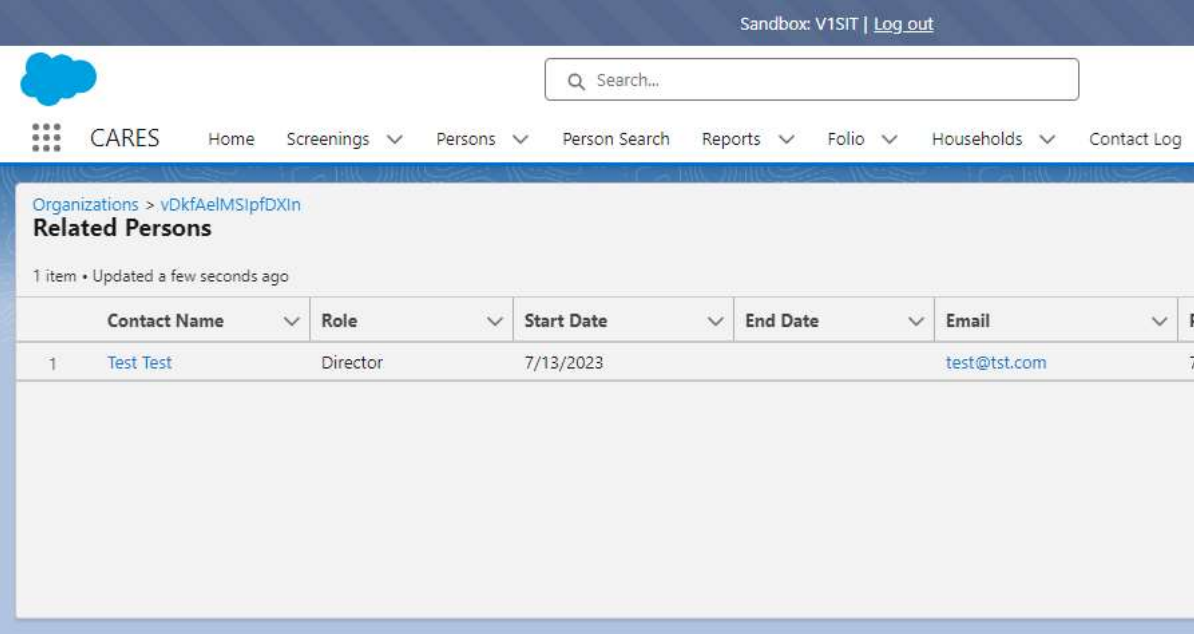 Sandbox: V1SIT | Log out
Search...
CARES Home Screenings Persons Person Search Reports Folio Households Contact Log
Organizations > vDkfAelMSIpfDXIn
Related Persons
1 item • Updated a few seconds ago
Contact Name Role Start Date End Date Email
1 Test Test Director 7/13/2023 test@tst.com